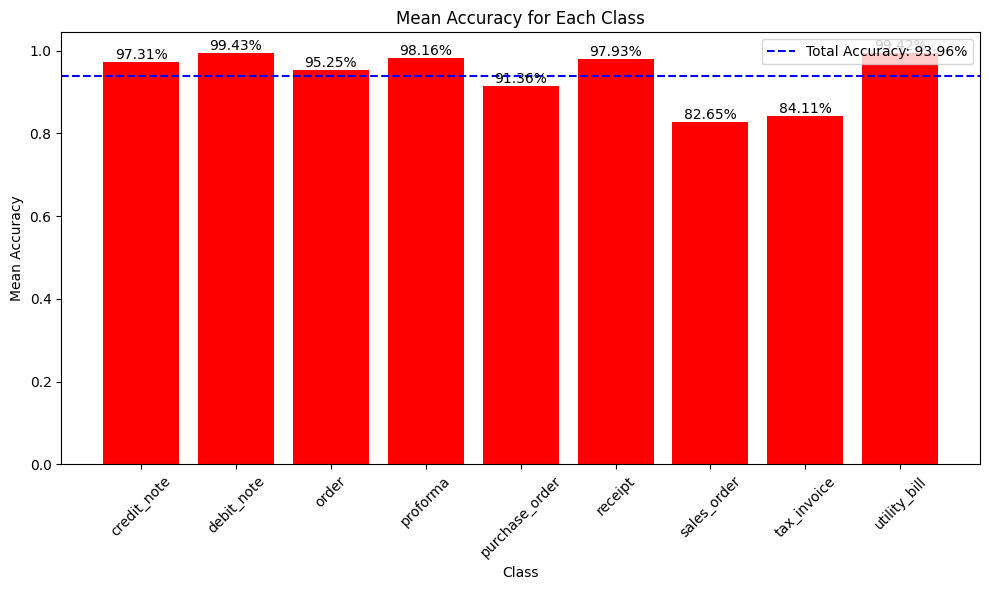 Mean Accuracy for Each Class
97.31%
99.43%
95.25%
98.16%
91.36%
97.93%
82.65%
84.11%
99.42%
Total Accuracy: 93.96%
Mean Accuracy
1.0
0.8
0.6
0.4
0.2
0.0
credit_note
debit_note
order
proforma
purchase_order
receipt
sales_order
tax_invoice
utility_bill
Class